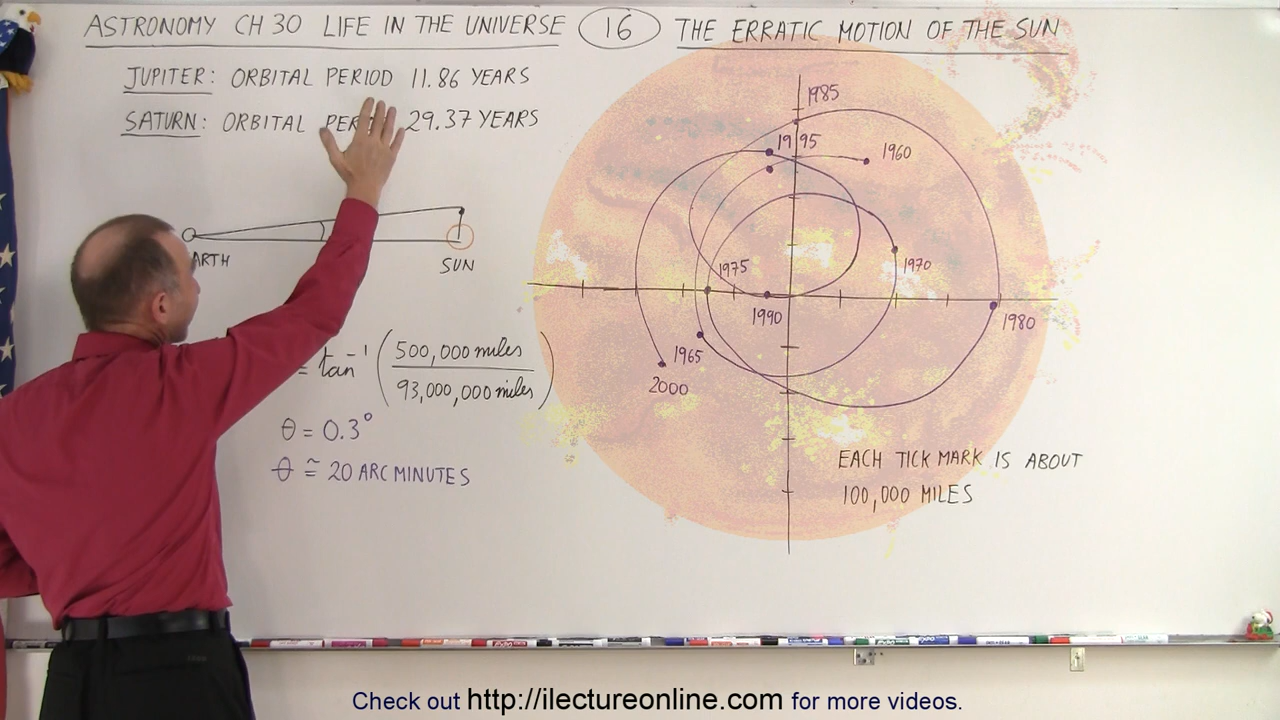 ASTRONOMY CH 30 LIFE IN THE UNIVERSE 16 THE ERRATIC MOTION OF THE SUN
JUPITER: ORBITAL PERIOD 11.86 YEARS
SATURN: ORBITAL 29.37 YEARS
SUN
= tan⁻¹ (500,000 miles / 93,000,000 miles)
θ = 0.3°
θ ≅ 20 ARC MINUTES
1985
1995
1960
1975
1970
1990
1980
1965
2000
EACH TICK MARK IS ABOUT
100,000 MILES
Check out http://ilectureonline.com for more videos.